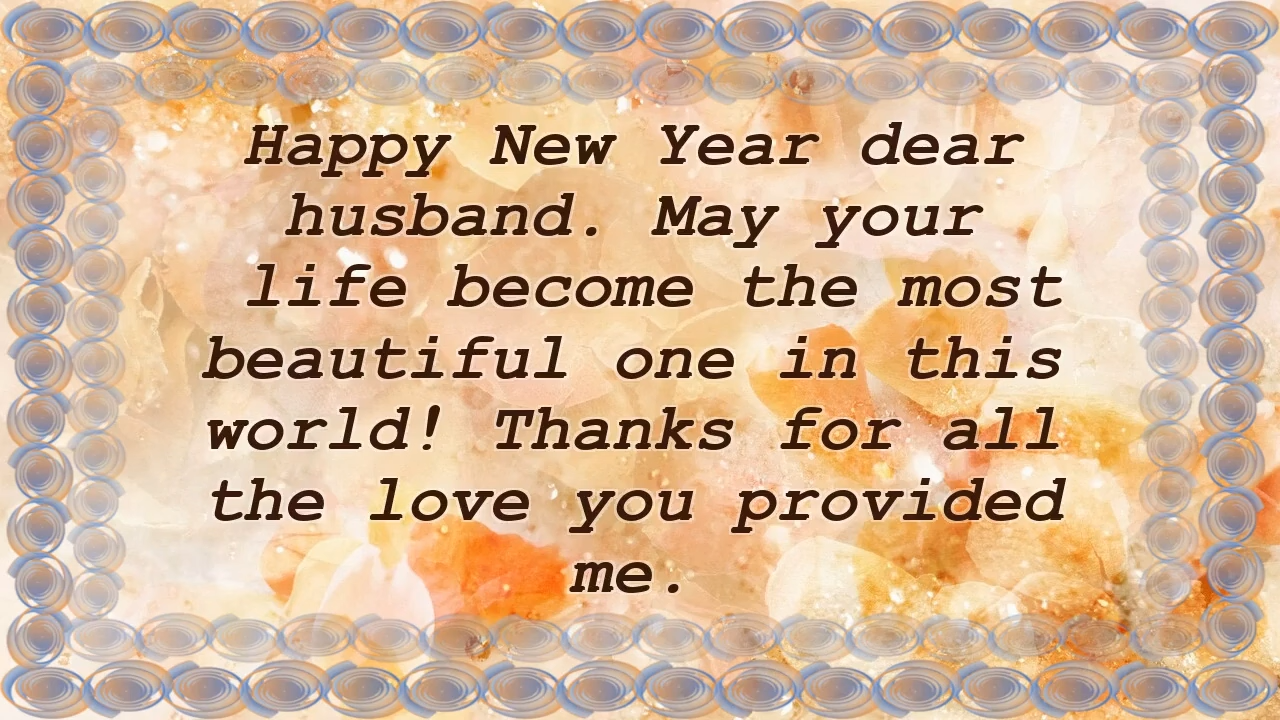 Happy New Year dear
husband. May your
life become the most
beautiful one in this
world! Thanks for all
the love you provided
me.